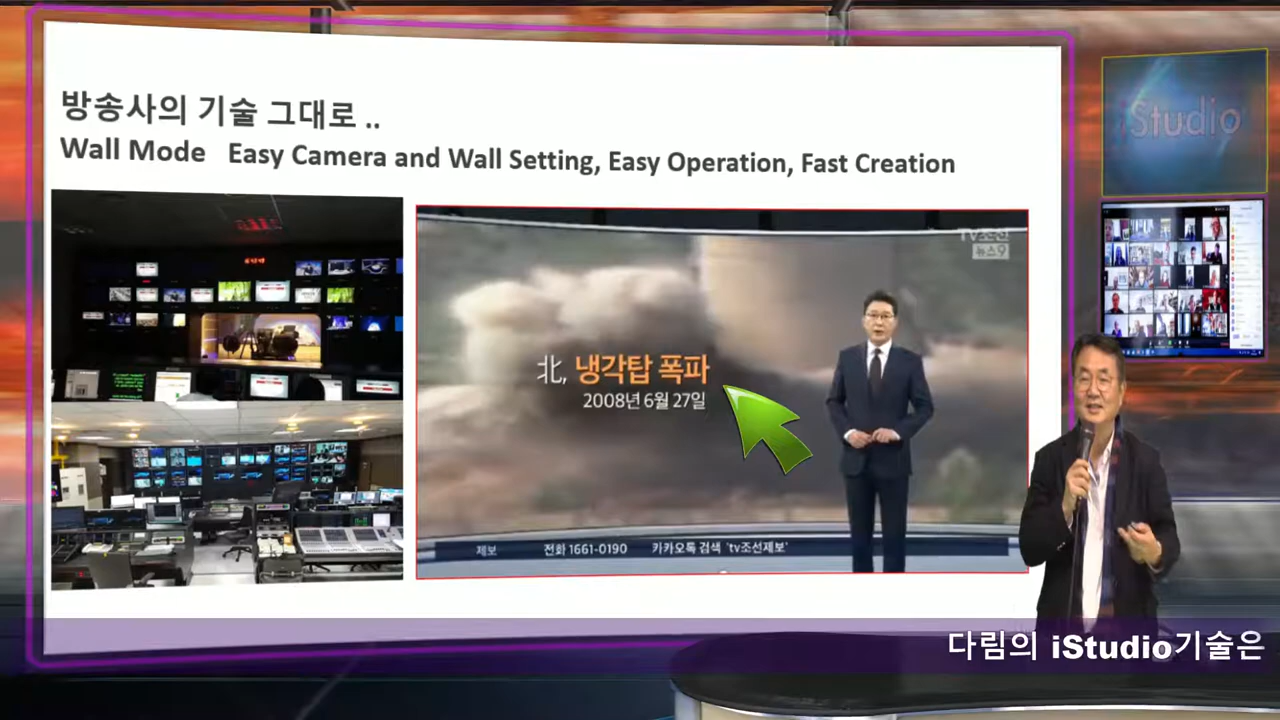 방송사의 기술 그대로 ..
Wall Mode Easy Camera and Wall Setting, Easy Operation, Fast Creation
iStudio
TV조선
뉴스9
北, 냉각탑 폭파
2008년 6월 27일
제보 전화 1661-0190 카카오톡 검색 'tv조선제보'
다림의 iStudio기술은